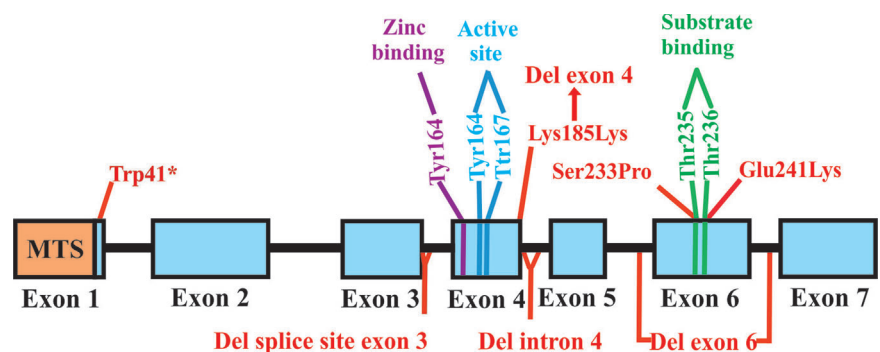 Zinc
binding
Active
site
Substrate
binding
Del exon 4
Tyr164
Tyr164
Ttr167
Lys185Lys
Thr235
Thr236
Trp41*
Ser233Pro
Glu241Lys
MTS
Exon 1
Exon 2
Exon 3
Exon 4
Exon 5
Exon 6
Exon 7
Del splice site exon 3
Del intron 4
Del exon 6